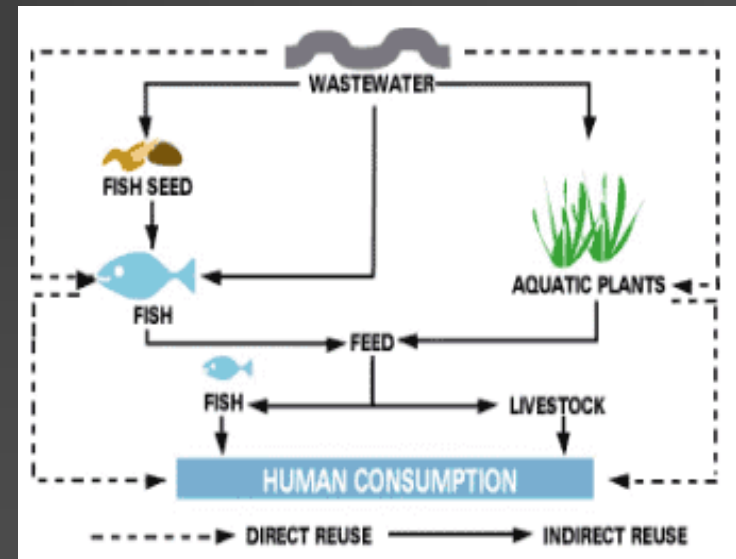 WASTEWATER
FISH SEED
AQUATIC PLANTS
FISH
FEED
FISH
LIVESTOCK
HUMAN CONSUMPTION
DIRECT REUSE
INDIRECT REUSE